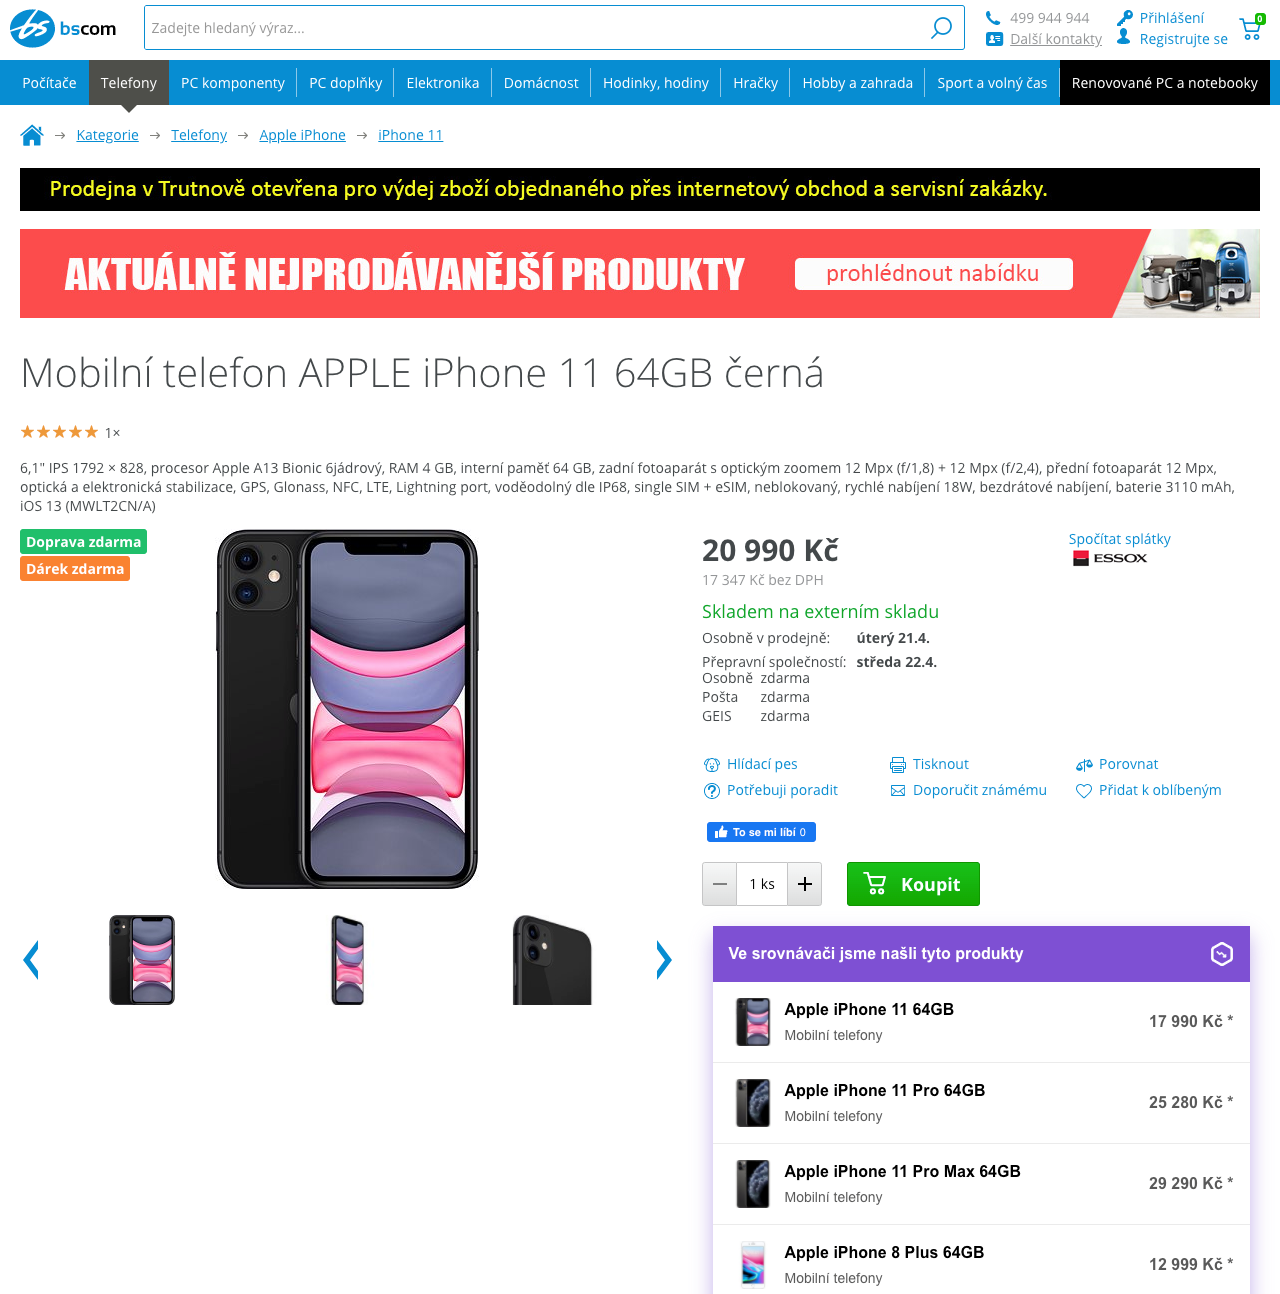 bscom
Zadejte hledaný výraz...
499 944 944
Další kontakty
Přihlášení
Registrujte se
0
Počítače
Telefony
PC komponenty
PC doplňky
Elektronika
Domácnost
Hodinky, hodiny
Hračky
Hobby a zahrada
Sport a volný čas
Renovované PC a notebooky
→ Kategorie → Telefony → Apple iPhone → iPhone 11
Prodejna v Trutnově otevřena pro výdej zboží objednaného přes internetový obchod a servisní zakázky.
AKTUÁLNĚ NEJPRODÁVANĚJŠÍ PRODUKTY
prohlédnout nabídku
Mobilní telefon APPLE iPhone 11 64GB černá
1×
6,1" IPS 1792 × 828, procesor Apple A13 Bionic 6jádrový, RAM 4 GB, interní paměť 64 GB, zadní fotoaparát s optickým zoomem 12 Mpx (f/1,8) + 12 Mpx (f/2,4), přední fotoaparát 12 Mpx,
optická a elektronická stabilizace, GPS, Glonass, NFC, LTE, Lightning port, voděodolný dle IP68, single SIM + eSIM, neblokovaný, rychlé nabíjení 18W, bezdrátové nabíjení, baterie 3110 mAh,
iOS 13 (MWLT2CN/A)
Doprava zdarma
Dárek zdarma
20 990 Kč
17 347 Kč bez DPH
Spočítat splátky
ESSOX
Skladem na externím skladu
Osobně v prodejně: úterý 21.4.
Přepravní společností: středa 22.4.
Osobně zdarma
Pošta zdarma
GEIS zdarma
Hlídací pes
Tisknout
Porovnat
Potřebuji poradit
Doporučit známému
Přidat k oblíbeným
To se mi líbí 0
1 ks
Koupit
Ve srovnávači jsme našli tyto produkty
Apple iPhone 11 64GB
Mobilní telefony
17 990 Kč *
Apple iPhone 11 Pro 64GB
Mobilní telefony
25 280 Kč *
Apple iPhone 11 Pro Max 64GB
Mobilní telefony
29 290 Kč *
Apple iPhone 8 Plus 64GB
Mobilní telefony
12 999 Kč *